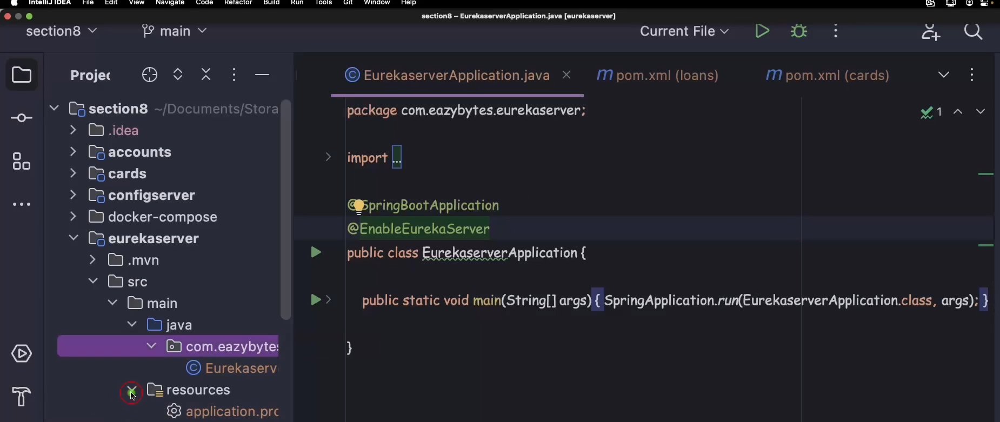 IntelliJ IDEA File Edit View Navigate Code Refactor Build Run Tools Git Window Help
section8 – EurekaserverApplication.java [eurekaserver]
section8 main Current File
Projec
EurekaserverApplication.java pom.xml (loans) pom.xml (cards)
section8 ~/Documents/Stora
.idea
accounts
cards
configserver
docker-compose
eurekaserver
.mvn
src
main
java
com.eazybytes
Eurekaserv
resources
application.pro
package com.eazybytes.eurekaserver;
1
import ...
@SpringBootApplication
@EnableEurekaServer
public class EurekaserverApplication {
public static void main(String[] args) { SpringApplication.run(EurekaserverApplication.class, args); }
}